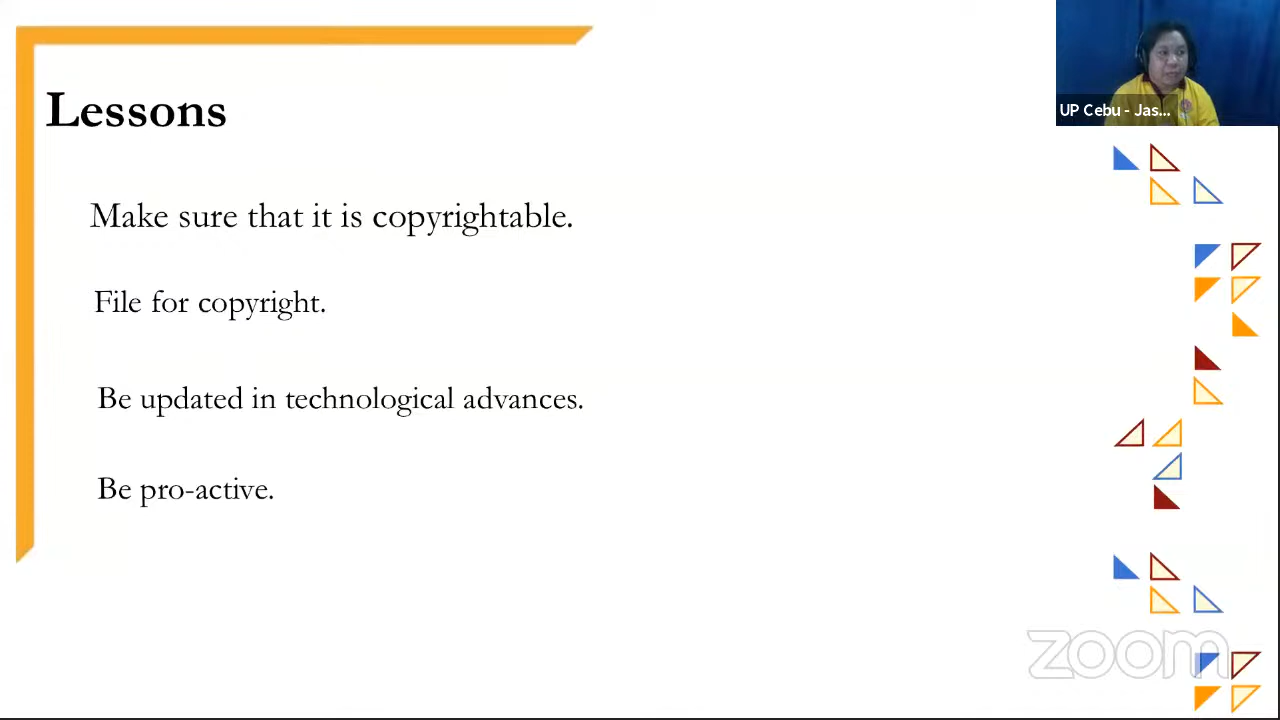 Lessons
UP Cebu - Jas...
Make sure that it is copyrightable.
File for copyright.
Be updated in technological advances.
Be pro-active.
zoom